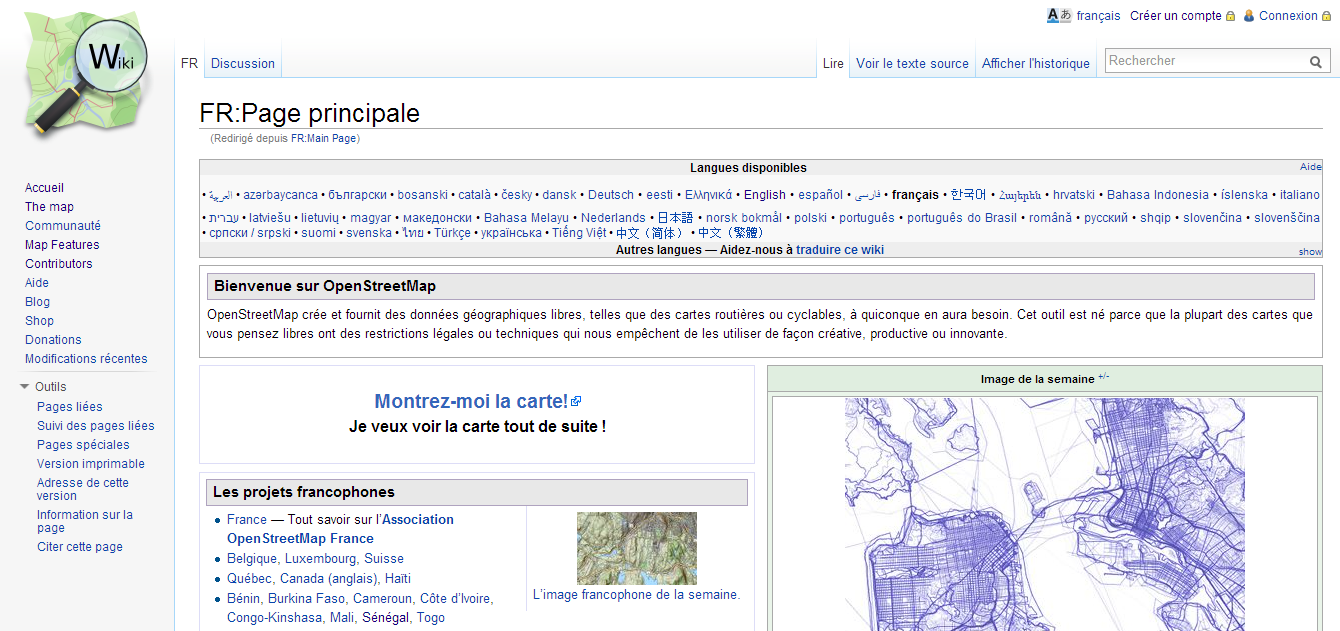 Wiki
français Créer un compte Connexion
FR Discussion Lire Voir le texte source Afficher l'historique Rechercher
FR:Page principale
(Redirigé depuis FR:Main Page)
Langues disponibles Aide
• العربية • azərbaycanca • български • bosanski • català • česky • dansk • Deutsch • eesti • Ελληνικά • English • español • فارسی • français • 한국어 • Հայերեն • hrvatski • Bahasa Indonesia • íslenska • italiano
• עברית • latviešu • lietuvių • magyar • македонски • Bahasa Melayu • Nederlands • 日本語 • norsk bokmål • polski • português • português do Brasil • română • русский • shqip • slovenčina • slovenščina
• српски / srpski • suomi • svenska • ไทย • Türkçe • українська • Tiếng Việt • 中文（简体） • 中文（繁體）
Autres langues — Aidez-nous à traduire ce wiki show
Bienvenue sur OpenStreetMap
OpenStreetMap crée et fournit des données géographiques libres, telles que des cartes routières ou cyclables, à quiconque en aura besoin. Cet outil est né parce que la plupart des cartes que
vous pensez libres ont des restrictions légales ou techniques qui nous empêchent de les utiliser de façon créative, productive ou innovante.
Montrez-moi la carte!
Je veux voir la carte tout de suite !
Les projets francophones
• France — Tout savoir sur l'Association
OpenStreetMap France
• Belgique, Luxembourg, Suisse
• Québec, Canada (anglais), Haïti
• Bénin, Burkina Faso, Cameroun, Côte d'Ivoire,
Congo-Kinshasa, Mali, Sénégal, Togo
L'image francophone de la semaine.
Image de la semaine +/-
Accueil
The map
Communauté
Map Features
Contributors
Aide
Blog
Shop
Donations
Modifications récentes
Outils
Pages liées
Suivi des pages liées
Pages spéciales
Version imprimable
Adresse de cette
version
Information sur la
page
Citer cette page